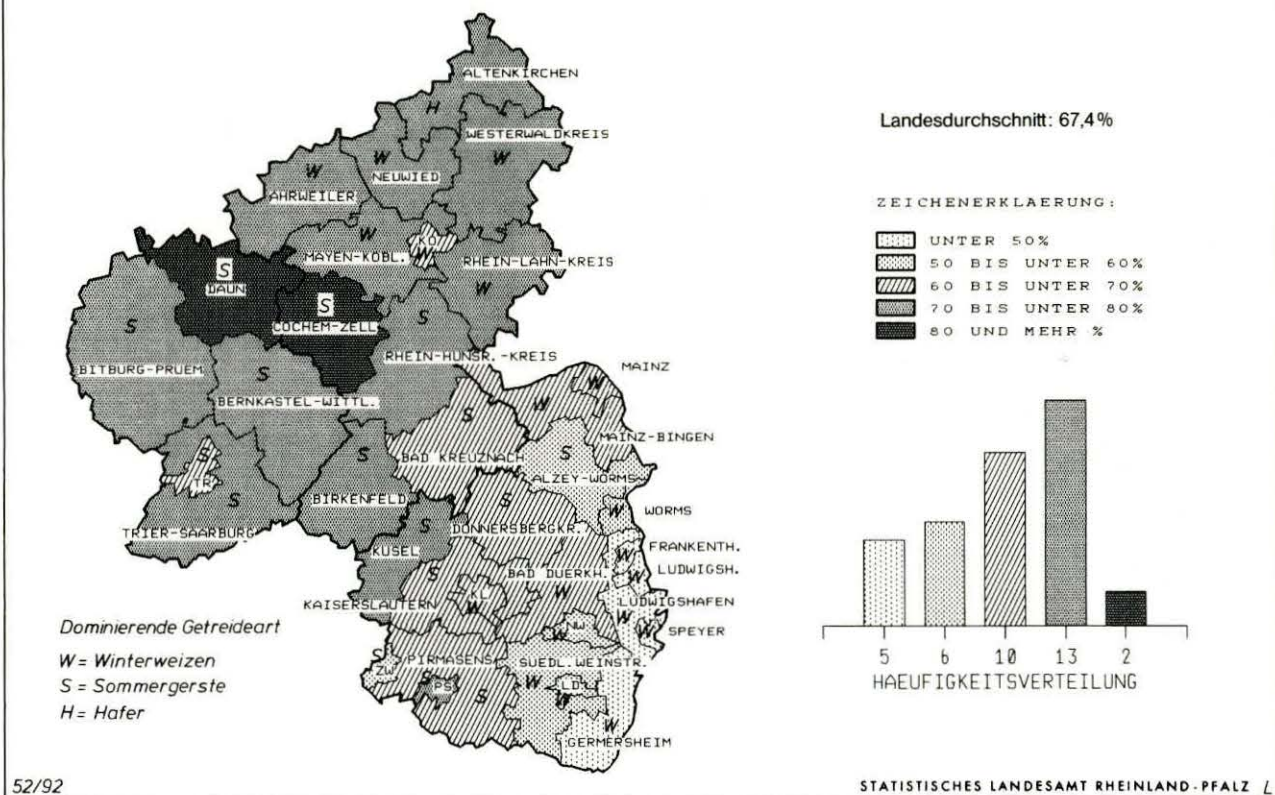 ALTENKIRCHEN
H
WESTERWALDKREIS
W
W
NEUWIED
W
AHRWEILER
W
MAYEN-KOBL.
KO
W
RHEIN-LAHN-KREIS
W
S
DAUN
S
COCHEM-ZELL
S
BITBURG-PRUEM
S
RHEIN-HUNSR.-KREIS
S
BERNKASTEL-WITTL.
MAINZ
W
W
MAINZ-BINGEN
S
BAD KREUZNACH
S
ALZEY-WORMS
S
TR
S
TRIER-SAARBURG
S
BIRKENFELD
S
KUSEL
S
DONNERSBERGKR.
W
WORMS
W
FRANKENTH.
W
LUDWIGSH.
BAD DUERKH.
W
S
KAISERSLAUTERN
KL
W
LUDWIGSHAFEN
W
W
SPEYER
NW
W
S
ZW
PIRMASENS
S
PS
S
SUEDL.WEINSTR.
W
LD
W
W
GERMERSHEIM
Dominierende Getreideart
W = Winterweizen
S = Sommergerste
H = Hafer
Landesdurchschnitt: 67,4%
ZEICHENERKLAERUNG:
UNTER 50%
50 BIS UNTER 60%
60 BIS UNTER 70%
70 BIS UNTER 80%
80 UND MEHR %
5 6 10 13 2
HAEUFIGKEITSVERTEILUNG
52/92
STATISTISCHES LANDESAMT RHEINLAND-PFALZ L